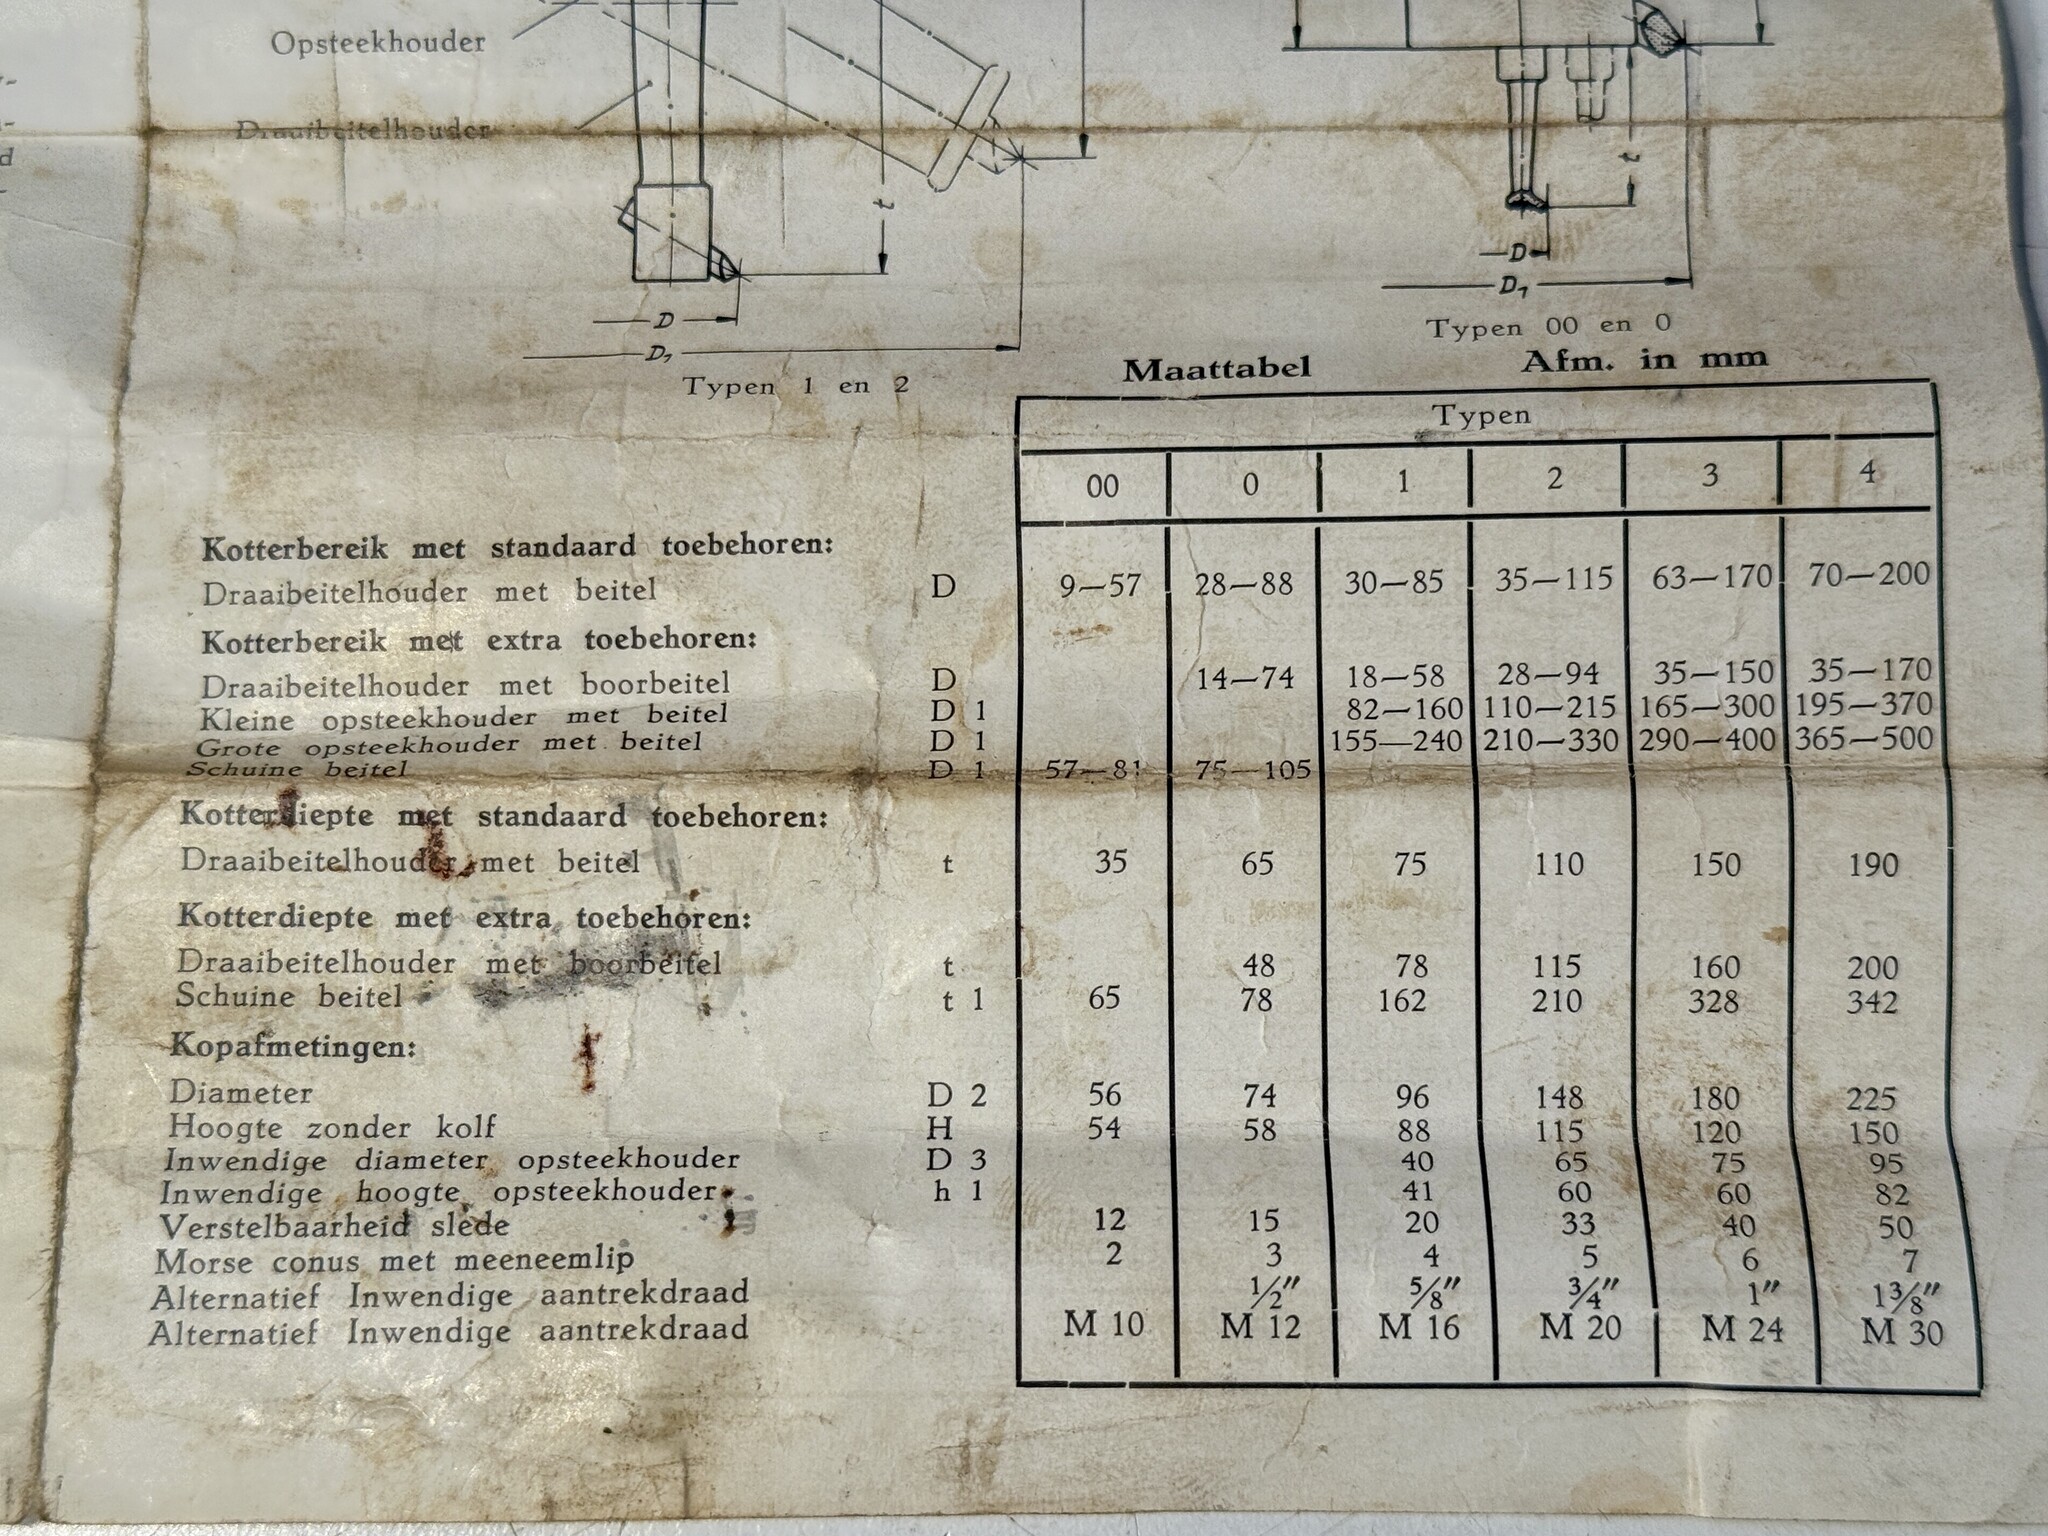 Opsteekhouder
Draaibeitelhouder
d
t
t
D
D
D1
D1
Typen 00 en 0
Typen 1 en 2
Maattabel Afm. in mm
Typen
00 0 1 2 3 4
Kotterbereik met standaard toebehoren:
Draaibeitelhouder met beitel D 9—57 28—88 30—85 35—115 63—170 70—200
Kotterbereik met extra toebehoren:
Draaibeitelhouder met boorbeitel D 14—74 18—58 28—94 35—150 35—170
Kleine opsteekhouder met beitel D 1 82—160 110—215 165—300 195—370
Grote opsteekhouder met beitel D 1 155—240 210—330 290—400 365—500
Schuine beitel D 1 57—81 75—105
Kotterdiepte met standaard toebehoren:
Draaibeitelhouder met beitel t 35 65 75 110 150 190
Kotterdiepte met extra toebehoren:
Draaibeitelhouder met boorbeitel t 48 78 115 160 200
Schuine beitel t 1 65 78 162 210 328 342
Kopafmetingen:
Diameter D 2 56 74 96 148 180 225
Hoogte zonder kolf H 54 58 88 115 120 150
Inwendige diameter opsteekhouder D 3 40 65 75 95
Inwendige hoogte opsteekhouder h 1 41 60 60 82
Verstelbaarheid slede 12 15 20 33 40 50
Morse conus met meeneemlip 2 3 4 5 6 7
Alternatief Inwendige aantrekdraad 1/2" 5/8" 3/4" 1" 1 3/8"
Alternatief Inwendige aantrekdraad M 10 M 12 M 16 M 20 M 24 M 30